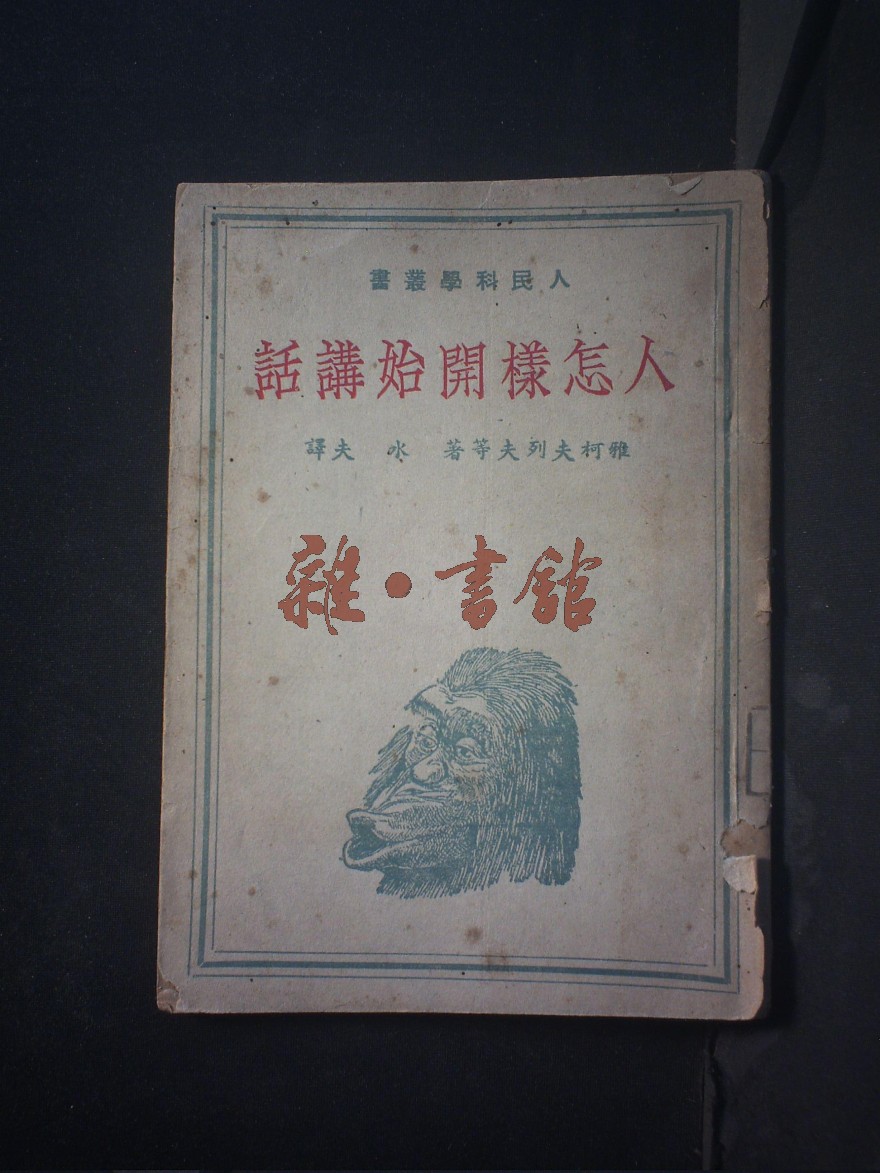 人民科學叢書
人怎樣開始講話
雅柯夫列夫等著 水夫譯
雜·書館